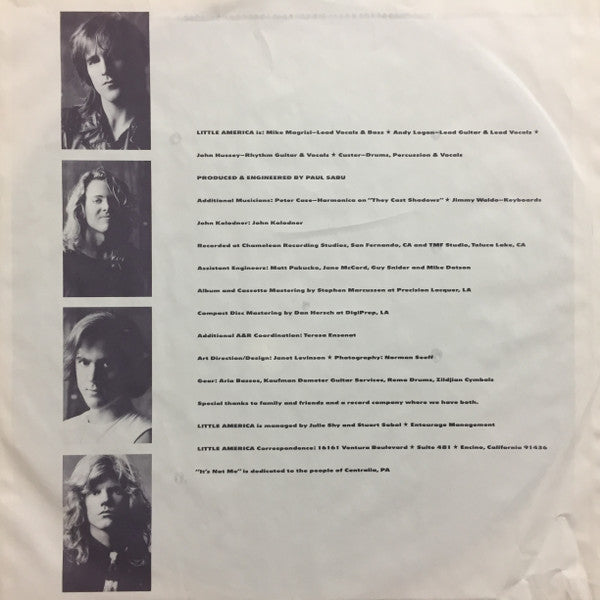 LITTLE AMERICA is: Mike Magrisi–Lead Vocals & Bass ★ Andy Logan–Lead Guitar & Lead Vocals ★
John Hussey–Rhythm Guitar & Vocals ★ Custer–Drums, Percussion & Vocals
PRODUCED & ENGINEERED BY PAUL SABU
Additional Musicians: Peter Case–Harmonica on "They Cast Shadows" ★ Jimmy Waldo–Keyboards
John Kalodner: John Kalodner
Recorded at Chameleon Recording Studios, San Fernando, CA and TMF Studio, Toluca Lake, CA
Assistant Engineers: Matt Pakucko, Jane McCord, Guy Snider and Mike Dotson
Album and Cassette Mastering by Stephen Marcussen at Precision Lacquer, LA
Compact Disc Mastering by Dan Hersch at DigiPrep, LA
Additional A&R Coordination: Teresa Ensenat
Art Direction/Design: Janet Levinson ★ Photography: Norman Seeff
Gear: Aria Basses, Kaufman Demeter Guitar Services, Remo Drums, Zildjian Cymbals
Special thanks to family and friends and a record company where we have both.
LITTLE AMERICA is managed by Julie Shy and Stuart Sobol ★ Entourage Management
LITTLE AMERICA Correspondence: 16161 Ventura Boulevard ★ Suite 481 ★ Encino, California 91436
"It's Not Me" is dedicated to the people of Centralia, PA